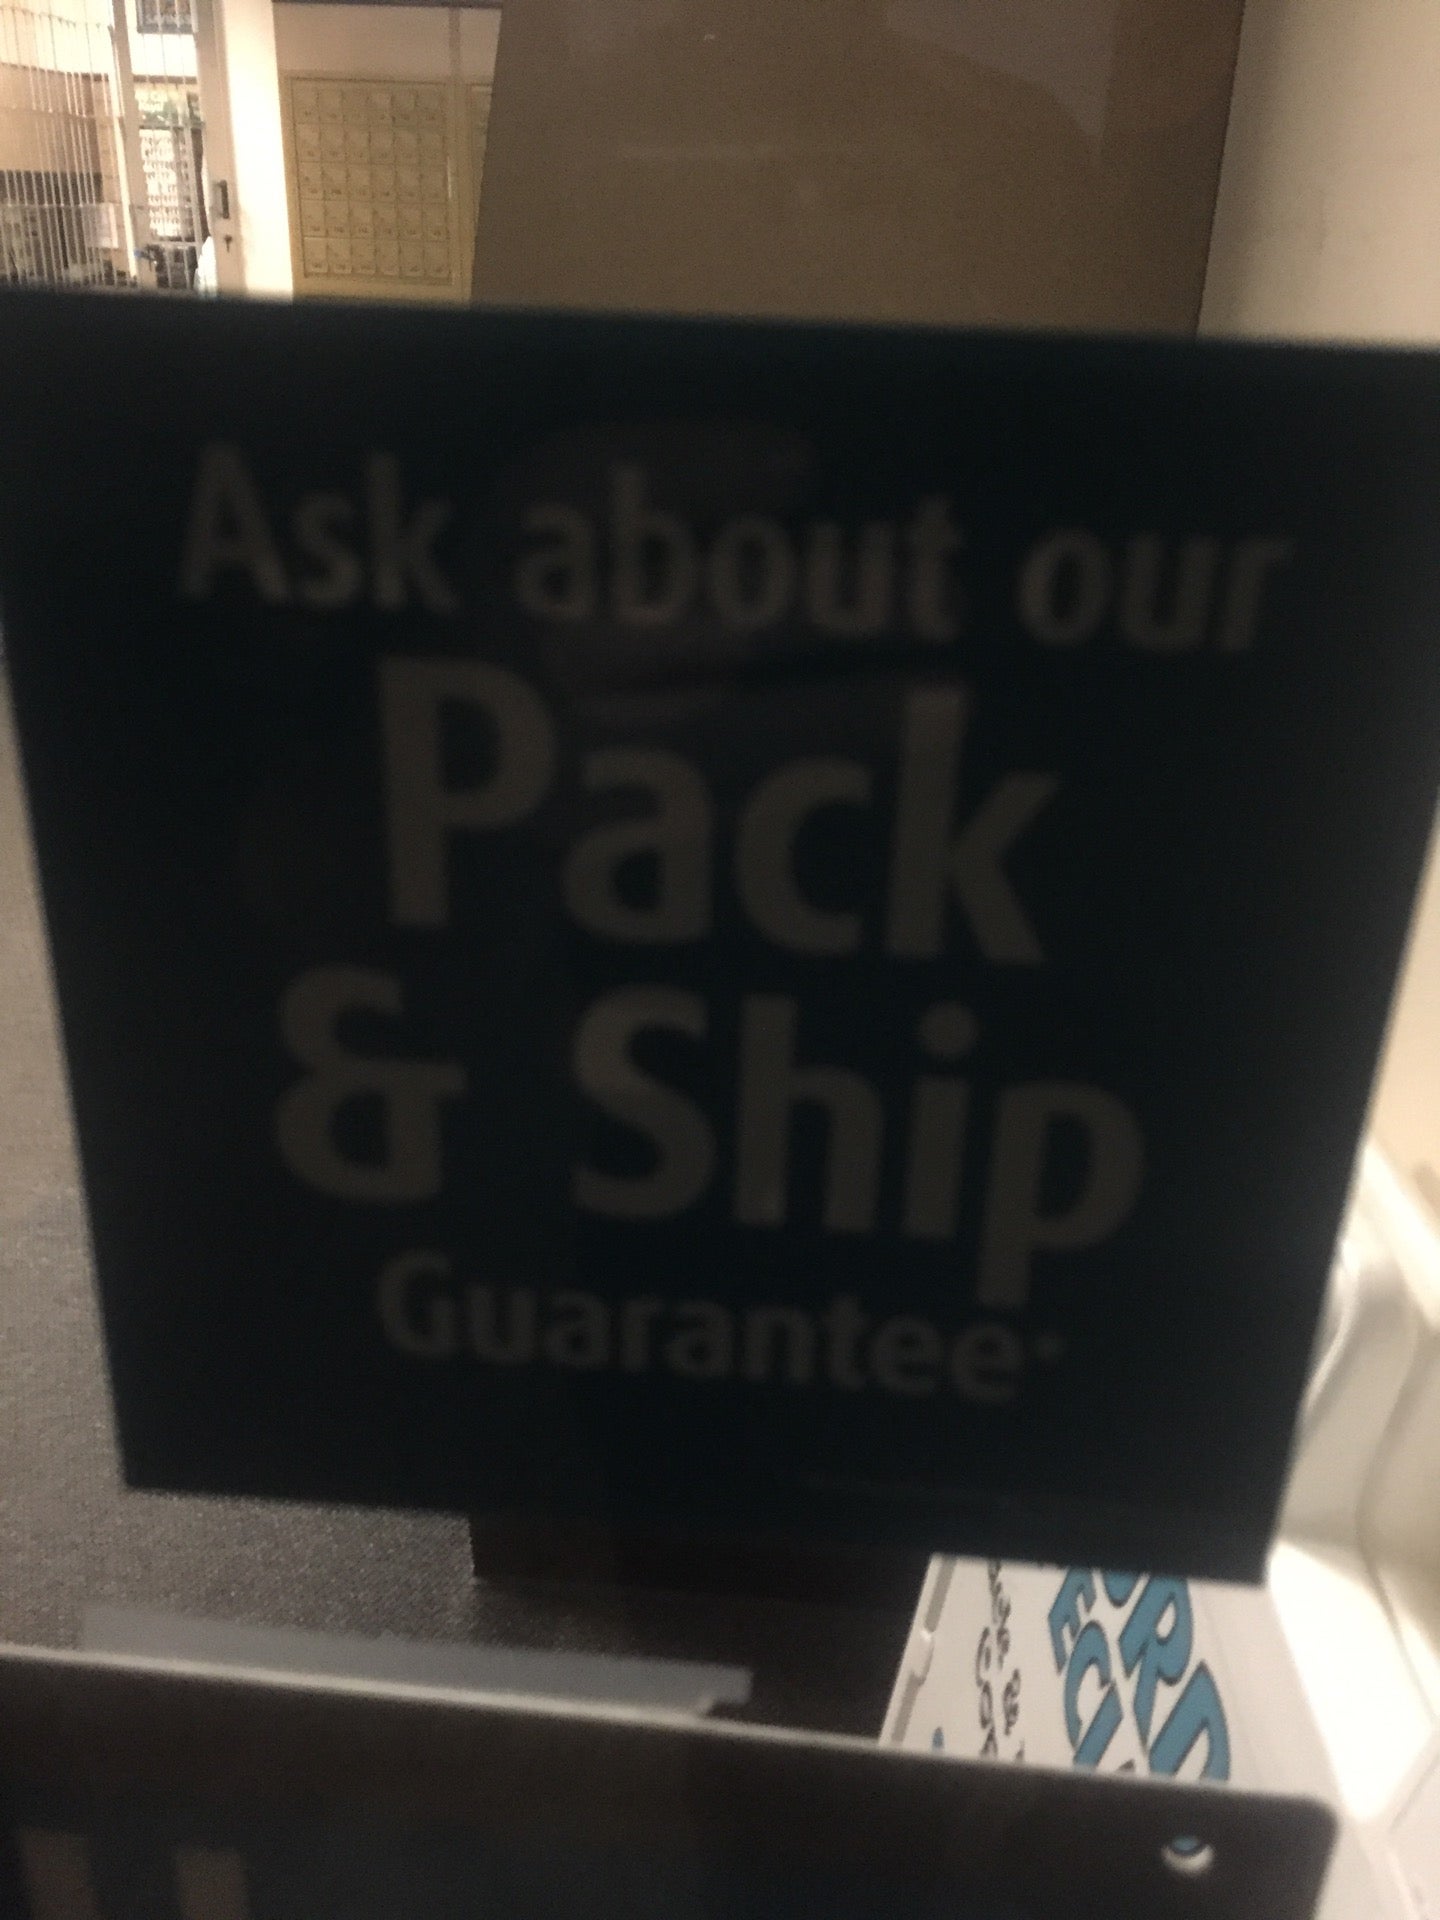 Ask about our
Pack
& Ship
Guarantee*